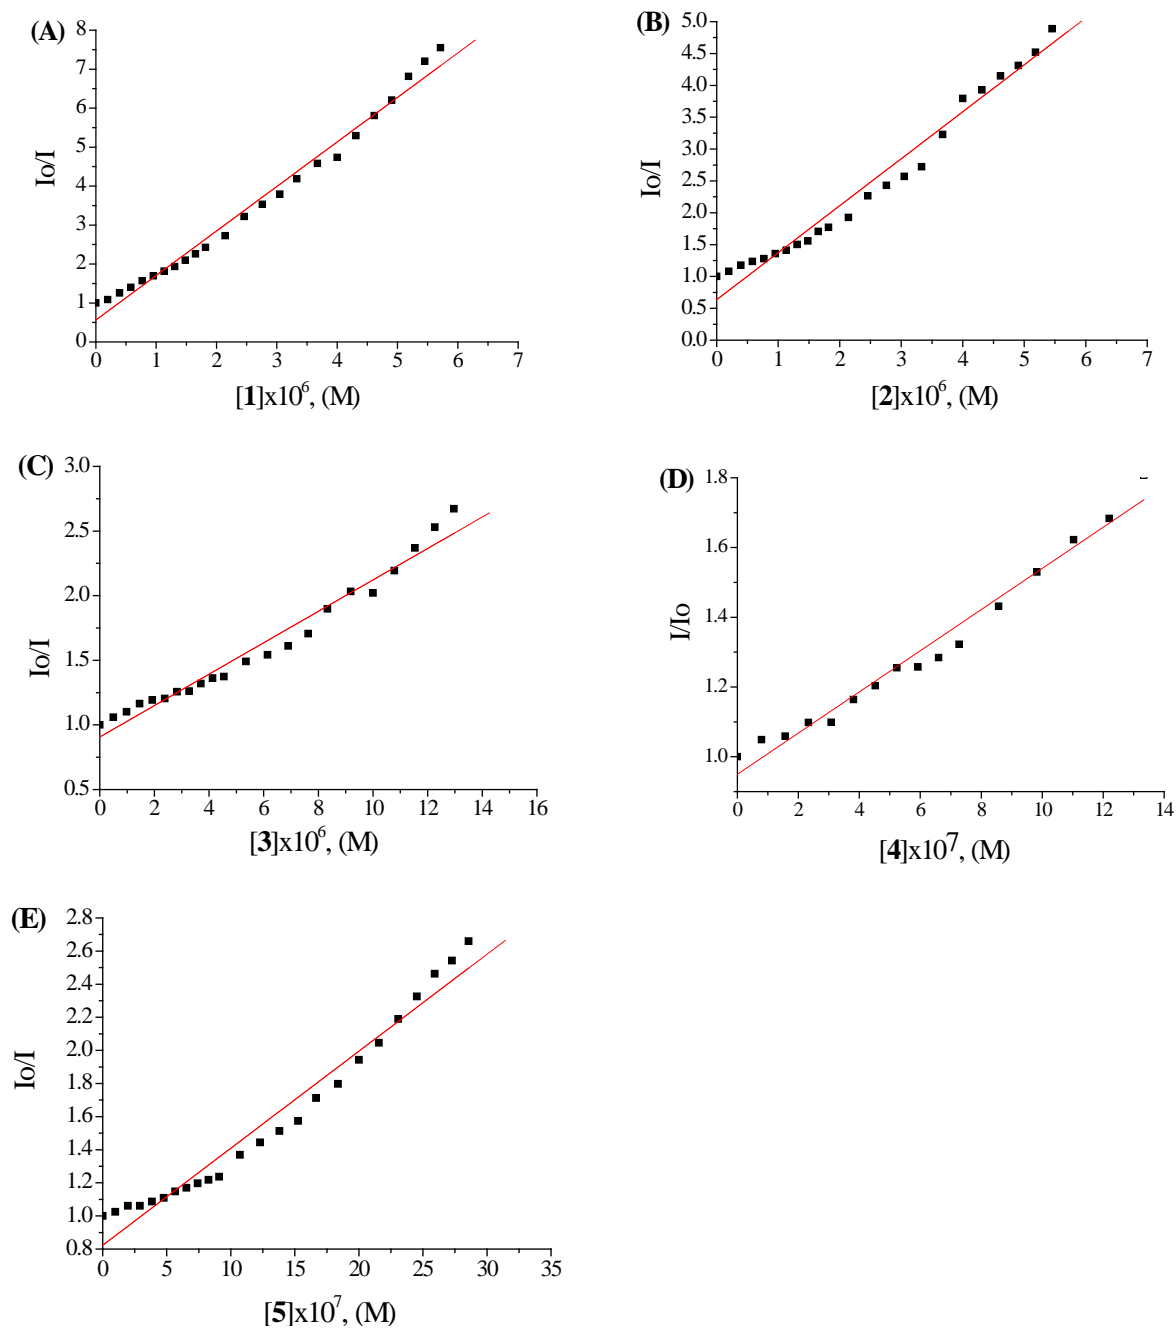 (A)
8
7
6
5
4
3
2
1
0
Io/I
0 1 2 3 4 5 6 7
[1]x10⁶, (M)
(B)
5.0
4.5
4.0
3.5
3.0
2.5
2.0
1.5
1.0
0.5
0.0
Io/I
0 1 2 3 4 5 6 7
[2]x10⁶, (M)
(C)
3.0
2.5
2.0
1.5
1.0
0.5
Io/I
0 2 4 6 8 10 12 14 16
[3]x10⁶, (M)
(D)
1.8
1.6
1.4
1.2
1.0
I/Io
0 2 4 6 8 10 12 14
[4]x10⁷, (M)
(E)
2.8
2.6
2.4
2.2
2.0
1.8
1.6
1.4
1.2
1.0
0.8
Io/I
0 5 10 15 20 25 30 35
[5]x10⁷, (M)